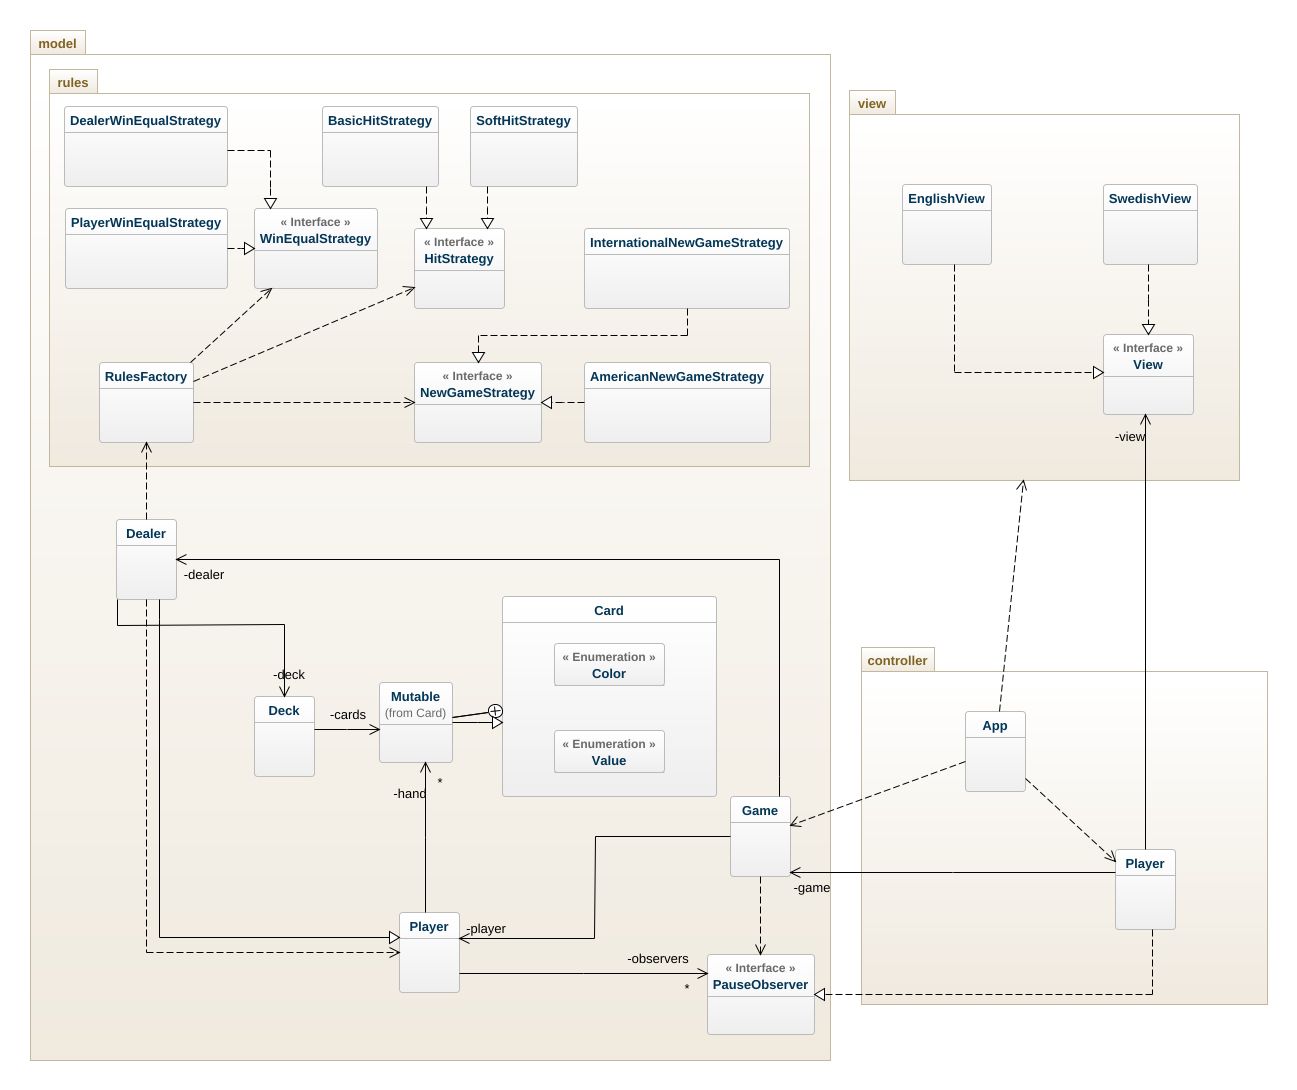 model
rules
DealerWinEqualStrategy
BasicHitStrategy
SoftHitStrategy
PlayerWinEqualStrategy
« Interface »
WinEqualStrategy
« Interface »
HitStrategy
InternationalNewGameStrategy
RulesFactory
« Interface »
NewGameStrategy
AmericanNewGameStrategy
view
EnglishView
SwedishView
« Interface »
View
-view
Dealer
-dealer
Card
« Enumeration »
Color
« Enumeration »
Value
-deck
Deck
-cards
Mutable
(from Card)
*
-hand
Game
-game
Player
-player
-observers
*
« Interface »
PauseObserver
controller
App
Player